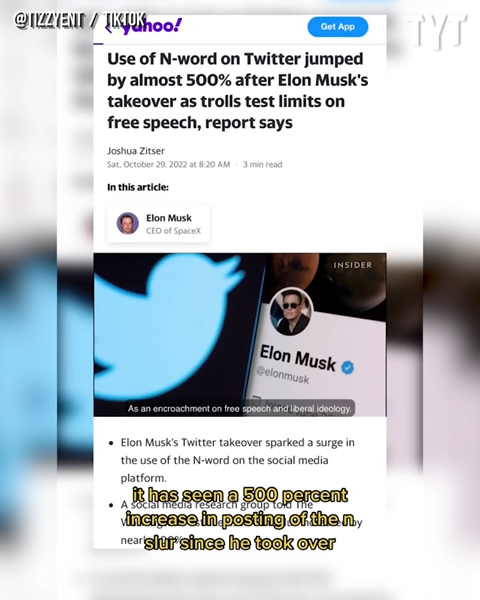 @TIZZYENT / TIKTOK
TYT
yahoo!
Get App
Use of N-word on Twitter jumped
by almost 500% after Elon Musk's
takeover as trolls test limits on
free speech, report says
Joshua Zitser
Sat, October 29, 2022 at 8:20 AM · 3 min read
In this article:
Elon Musk
CEO of SpaceX
INSIDER
Elon Musk
@elonmusk
As an encroachment on free speech and liberal ideology.
• Elon Musk's Twitter takeover sparked a surge in
the use of the N-word on the social media
platform.
• A social media research group told The
it has seen a 500 percent
increase in posting of the n
by
slur since he took over